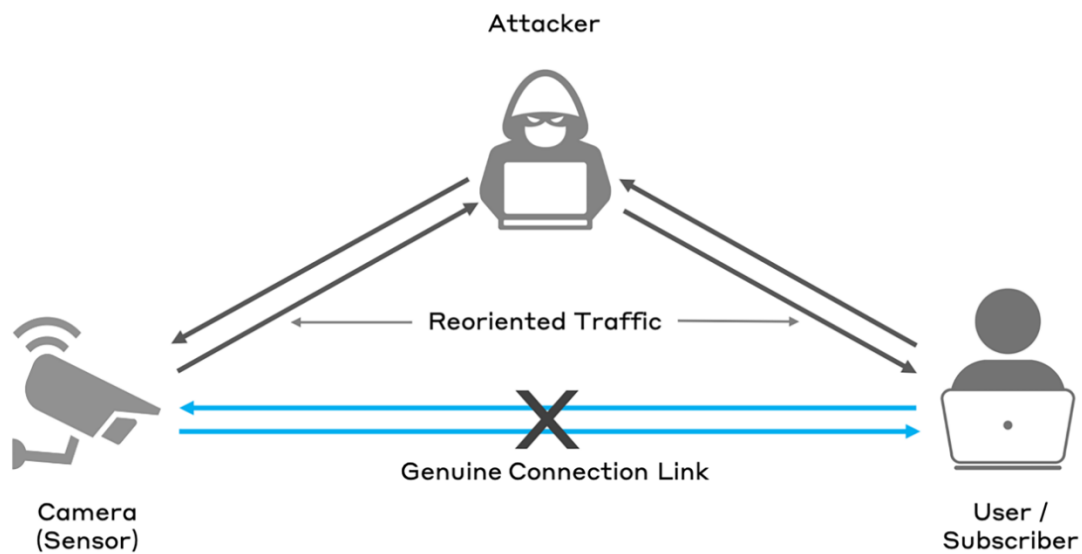 Attacker
Reoriented Traffic
Genuine Connection Link
Camera
(Sensor)
User /
Subscriber